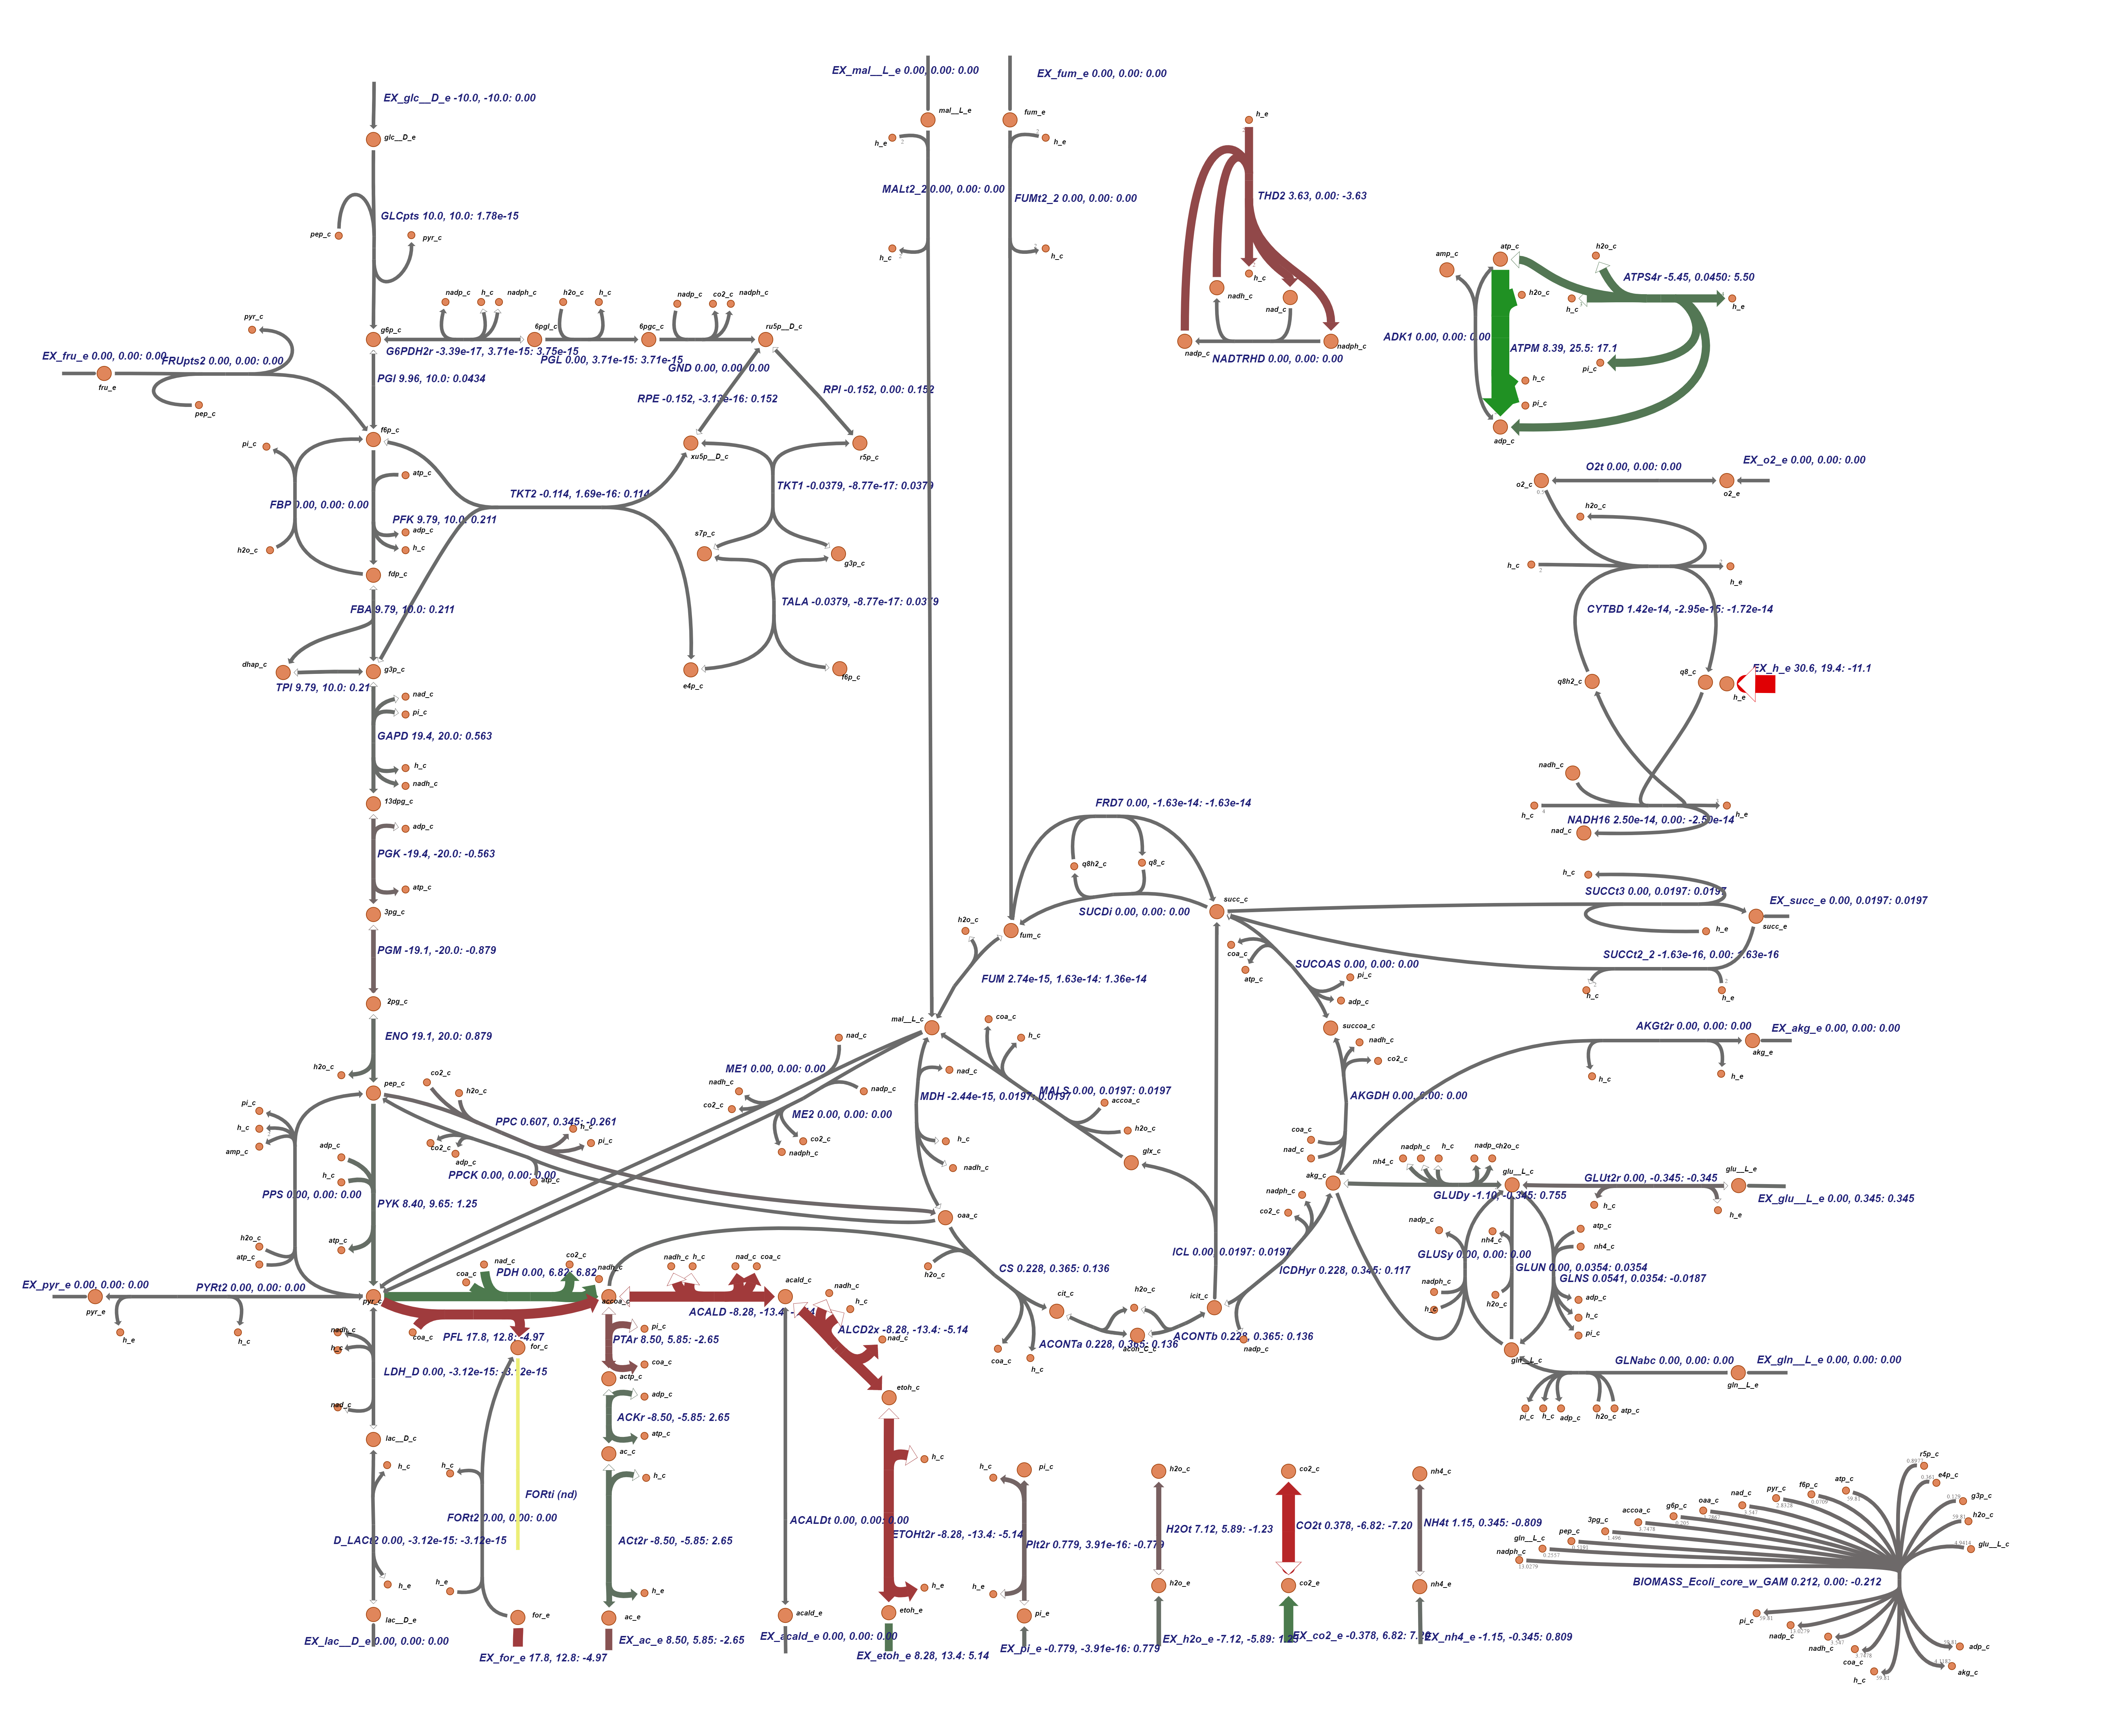 EX_mal__L_e 0.00, 0.00: 0.00
EX_fum_e 0.00, 0.00: 0.00
EX_glc__D_e -10.0, -10.0: 0.00
glc__D_e
mal__L_e
fum_e
h_e
h_e
h_e
MALt2_2 0.00, 0.00: 0.00
FUMt2_2 0.00, 0.00: 0.00
THD2 3.63, 0.00: -3.63
GLCpts 10.0, 10.0: 1.78e-15
pep_c
pyr_c
h_c
h_c
h_c
nadh_c
nad_c
nadp_c
nadph_c
NADTRHD 0.00, 0.00: 0.00
amp_c
atp_c
h2o_c
ATPS4r -5.45, 0.0450: 5.50
h2o_c
h_c
h_e
ADK1 0.00, 0.00: 0.00
ATPM 8.39, 25.5: 17.1
pi_c
h_c
pi_c
adp_c
nadp_c
h_c
nadph_c
h2o_c
h_c
nadp_c
co2_c
nadph_c
g6p_c
6pgl_c
6pgc_c
ru5p__D_c
G6PDH2r -3.39e-17, 3.71e-15: 3.75e-15
PGL 0.00, 3.71e-15: 3.71e-15
GND 0.00, 0.00: 0.00
pyr_c
EX_fru_e 0.00, 0.00: 0.00
FRUpts2 0.00, 0.00: 0.00
fru_e
pep_c
PGI 9.96, 10.0: 0.0434
RPE -0.152, -3.13e-16: 0.152
RPI -0.152, 0.00: 0.152
f6p_c
pi_c
xu5p__D_c
r5p_c
atp_c
FBP 0.00, 0.00: 0.00
TKT2 -0.114, 1.69e-16: 0.114
TKT1 -0.0379, -8.77e-17: 0.0379
PFK 9.79, 10.0: 0.211
adp_c
h_c
h2o_c
s7p_c
g3p_c
fdp_c
FBA 9.79, 10.0: 0.211
TALA -0.0379, -8.77e-17: 0.0379
dhap_c
g3p_c
e4p_c
f6p_c
TPI 9.79, 10.0: 0.21
O2t 0.00, 0.00: 0.00
EX_o2_e 0.00, 0.00: 0.00
o2_c
o2_e
h2o_c
h_c
h_e
CYTBD 1.42e-14, -2.95e-15: -1.72e-14
EX_h_e 30.6, 19.4: -11.1
q8h2_c
q8_c
h_e
nadh_c
h_c
h_e
NADH16 2.50e-14, 0.00: -2.50e-14
nad_c
nad_c
pi_c
GAPD 19.4, 20.0: 0.563
h_c
nadh_c
13dpg_c
adp_c
PGK -19.4, -20.0: -0.563
atp_c
3pg_c
PGM -19.1, -20.0: -0.879
2pg_c
ENO 19.1, 20.0: 0.879
h2o_c
pep_c
FRD7 0.00, -1.63e-14: -1.63e-14
q8h2_c
q8_c
SUCDi 0.00, 0.00: 0.00
succ_c
h_c
SUCCt3 0.00, 0.0197: 0.0197
EX_succ_e 0.00, 0.0197: 0.0197
succ_e
h_e
SUCCt2_2 -1.63e-16, 0.00: 1.63e-16
h_c
h_e
h2o_c
fum_c
FUM 2.74e-15, 1.63e-14: 1.36e-14
coa_c
atp_c
SUCOAS 0.00, 0.00: 0.00
pi_c
adp_c
succoa_c
mal__L_c
coa_c
h_c
nadh_c
co2_c
AKGt2r 0.00, 0.00: 0.00
EX_akg_e 0.00, 0.00: 0.00
akg_e
h_c
h_e
nad_c
ME1 0.00, 0.00: 0.00
nadh_c
co2_c
nadp_c
ME2 0.00, 0.00: 0.00
co2_c
nadph_c
nad_c
MDH -2.44e-15, 0.0197: 0.0197
MALS 0.00, 0.0197: 0.0197
accoa_c
h2o_c
h_c
nadh_c
glx_c
AKGDH 0.00, 0.00: 0.00
coa_c
nad_c
akg_c
co2_c
h2o_c
PPC 0.607, 0.345: -0.261
h_c
pi_c
co2_c
adp_c
PPCK 0.00, 0.00: 0.00
atp_c
pi_c
h_c
amp_c
adp_c
h_c
PPS 0.00, 0.00: 0.00
PYK 8.40, 9.65: 1.25
h2o_c
atp_c
atp_c
oaa_c
nadph_c
co2_c
nadph_c
h_c
nadp_c
h2o_c
nh4_c
glu__L_c
glu__L_e
GLUDy -1.10, -0.345: 0.755
GLUt2r 0.00, -0.345: -0.345
EX_glu__L_e 0.00, 0.345: 0.345
h_c
h_e
nadp_c
nh4_c
atp_c
nh4_c
GLUSy 0.00, 0.00: 0.00
GLUN 0.00, 0.0354: 0.0354
GLNS 0.0541, 0.0354: -0.0187
nadph_c
h_c
h2o_c
adp_c
h_c
pi_c
gln__L_c
GLNabc 0.00, 0.00: 0.00
EX_gln__L_e 0.00, 0.00: 0.00
gln__L_e
pi_c
h_c
adp_c
h2o_c
atp_c
ICL 0.00, 0.0197: 0.0197
ICDHyr 0.228, 0.345: 0.117
CS 0.228, 0.365: 0.136
h2o_c
cit_c
h2o_c
icit_c
ACONTa 0.228, 0.365: 0.136
acon_C_c
ACONTb 0.228, 0.365: 0.136
nadp_c
coa_c
h_c
EX_pyr_e 0.00, 0.00: 0.00
PYRt2 0.00, 0.00: 0.00
pyr_e
h_e
h_c
pyr_c
coa_c
nad_c
PDH 0.00, 6.82: 6.82
co2_c
nadh_c
accoa_c
coa_c
PFL 17.8, 12.8: -4.97
for_c
nadh_c
h_c
nad_c
coa_c
acald_c
ACALD -8.28, -13.4:
nadh_c
h_c
ALCD2x -8.28, -13.4: -5.14
nad_c
etoh_c
nadh_c
h_c
LDH_D 0.00, -3.12e-15: -3.12e-15
nad_c
lac__D_c
h_c
D_LACt2 0.00, -3.12e-15: -3.12e-15
h_e
lac__D_e
EX_lac__D_e 0.00, 0.00: 0.00
h_c
FORti (nd)
FORt2 0.00, 0.00: 0.00
h_e
for_e
EX_for_e 17.8, 12.8: -4.97
pi_c
PTAr 8.50, 5.85: -2.65
coa_c
actp_c
adp_c
ACKr -8.50, -5.85: 2.65
atp_c
ac_c
h_c
ACt2r -8.50, -5.85: 2.65
h_e
ac_e
EX_ac_e 8.50, 5.85: -2.65
ACALDt 0.00, 0.00: 0.00
acald_e
EX_acald_e 0.00, 0.00: 0.00
h_c
ETOHt2r -8.28, -13.4: -5.14
h_e
etoh_e
EX_etoh_e 8.28, 13.4: 5.14
pi_c
h_c
PIt2r 0.779, 3.91e-16: -0.779
h_e
pi_e
EX_pi_e -0.779, -3.91e-16: 0.779
h2o_c
H2Ot 7.12, 5.89: -1.23
h2o_e
EX_h2o_e -7.12, -5.89: 1.23
co2_c
CO2t 0.378, -6.82: -7.20
co2_e
EX_co2_e -0.378, 6.82: 7.20
nh4_c
NH4t 1.15, 0.345: -0.809
nh4_e
EX_nh4_e -1.15, -0.345: 0.809
r5p_c
e4p_c
g3p_c
h2o_c
glu__L_c
atp_c
f6p_c
pyr_c
nad_c
oaa_c
g6p_c
accoa_c
3pg_c
pep_c
gln__L_c
nadph_c
BIOMASS_Ecoli_core_w_GAM 0.212, 0.00: -0.212
pi_c
nadp_c
nadh_c
coa_c
h_c
adp_c
akg_c